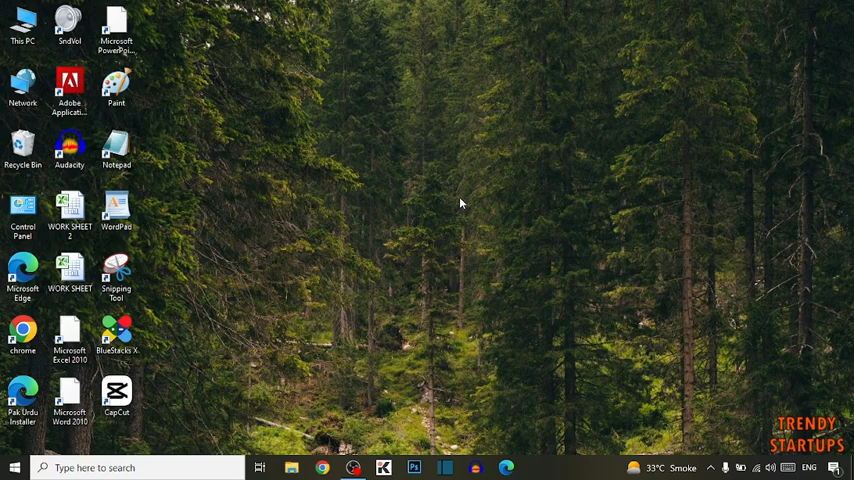 This PC
SndVol
Microsoft
PowerPoi...
Network
Adobe
Applicati...
Paint
Recycle Bin
Audacity
Notepad
Control
Panel
WORK SHEET
2
WordPad
Microsoft
Edge
WORK SHEET
Snipping
Tool
chrome
Microsoft
Excel 2010
BlueStacks X
Pak Urdu
Installer
Microsoft
Word 2010
CapCut
TRENDY
STARTUPS
Type here to search
Ps
33°C Smoke
ENG
1